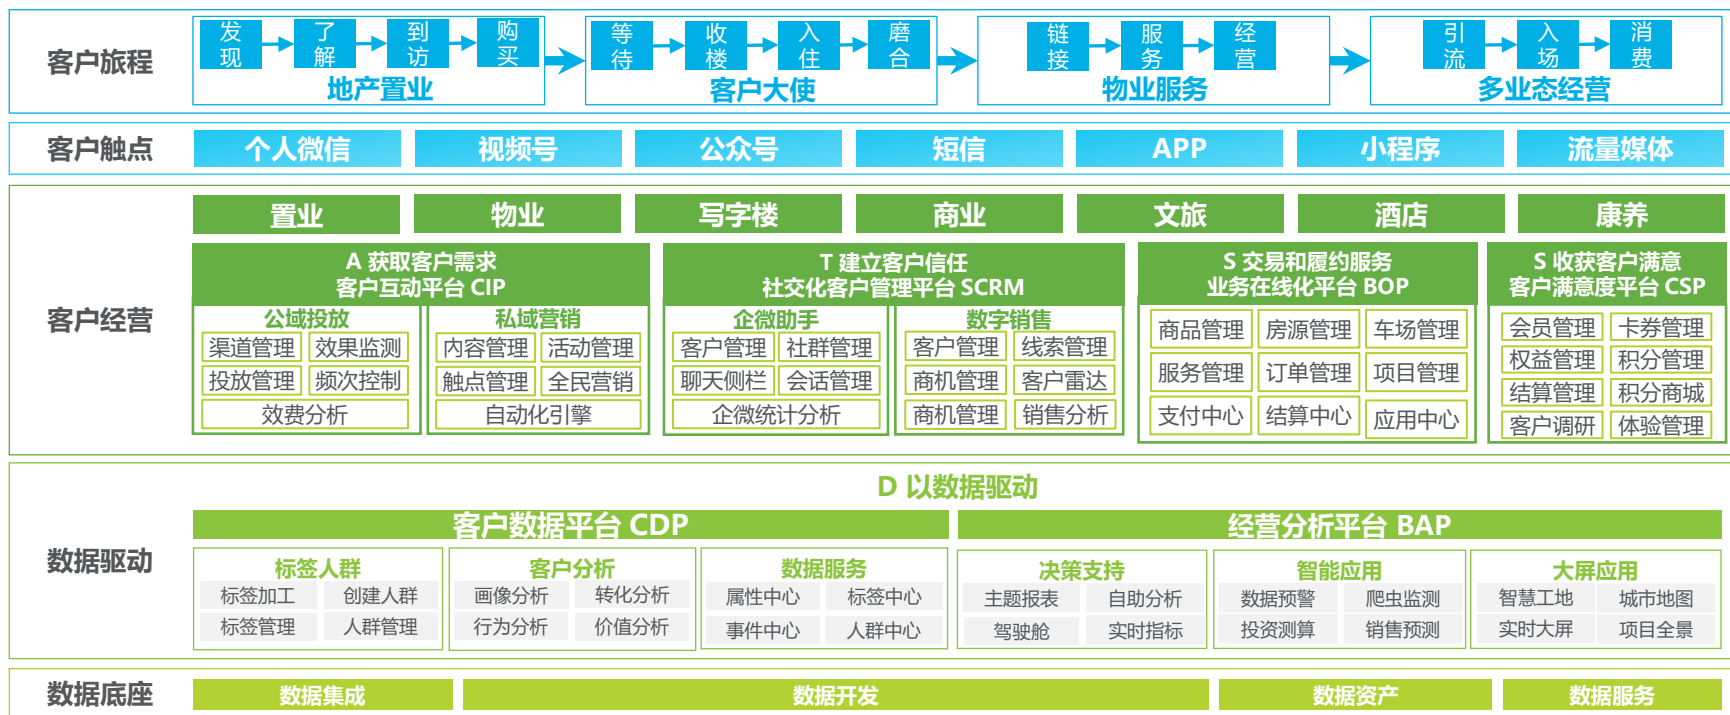 客户旅程
发现
了解
到访
购买
地产置业
等待
收楼
入住
磨合
客户大使
链接
服务
经营
物业服务
引流
入场
消费
多业态经营
客户触点
个人微信
视频号
公众号
短信
APP
小程序
流量媒体
客户经营
置业
物业
写字楼
商业
文旅
酒店
康养
A 获取客户需求
客户互动平台 CIP
公域投放
渠道管理
效果监测
投放管理
频次控制
效费分析
私域营销
内容管理
活动管理
触点管理
全民营销
自动化引擎
T 建立客户信任
社交化客户管理平台 SCRM
企微助手
客户管理
社群管理
聊天侧栏
会话管理
企微统计分析
数字销售
客户管理
线索管理
商机管理
客户雷达
商机管理
销售分析
S 交易和履约服务
业务在线化平台 BOP
商品管理
房源管理
车场管理
服务管理
订单管理
项目管理
支付中心
结算中心
应用中心
S 收获客户满意
客户满意度平台 CSP
会员管理
卡券管理
权益管理
积分管理
结算管理
积分商城
客户调研
体验管理
数据驱动
D 以数据驱动
客户数据平台 CDP
标签人群
标签加工
创建人群
标签管理
人群管理
客户分析
画像分析
转化分析
行为分析
价值分析
数据服务
属性中心
标签中心
事件中心
人群中心
经营分析平台 BAP
决策支持
主题报表
自助分析
驾驶舱
实时指标
智能应用
数据预警
爬虫监测
投资测算
销售预测
大屏应用
智慧工地
城市地图
实时大屏
项目全景
数据底座
数据集成
数据开发
数据资产
数据服务